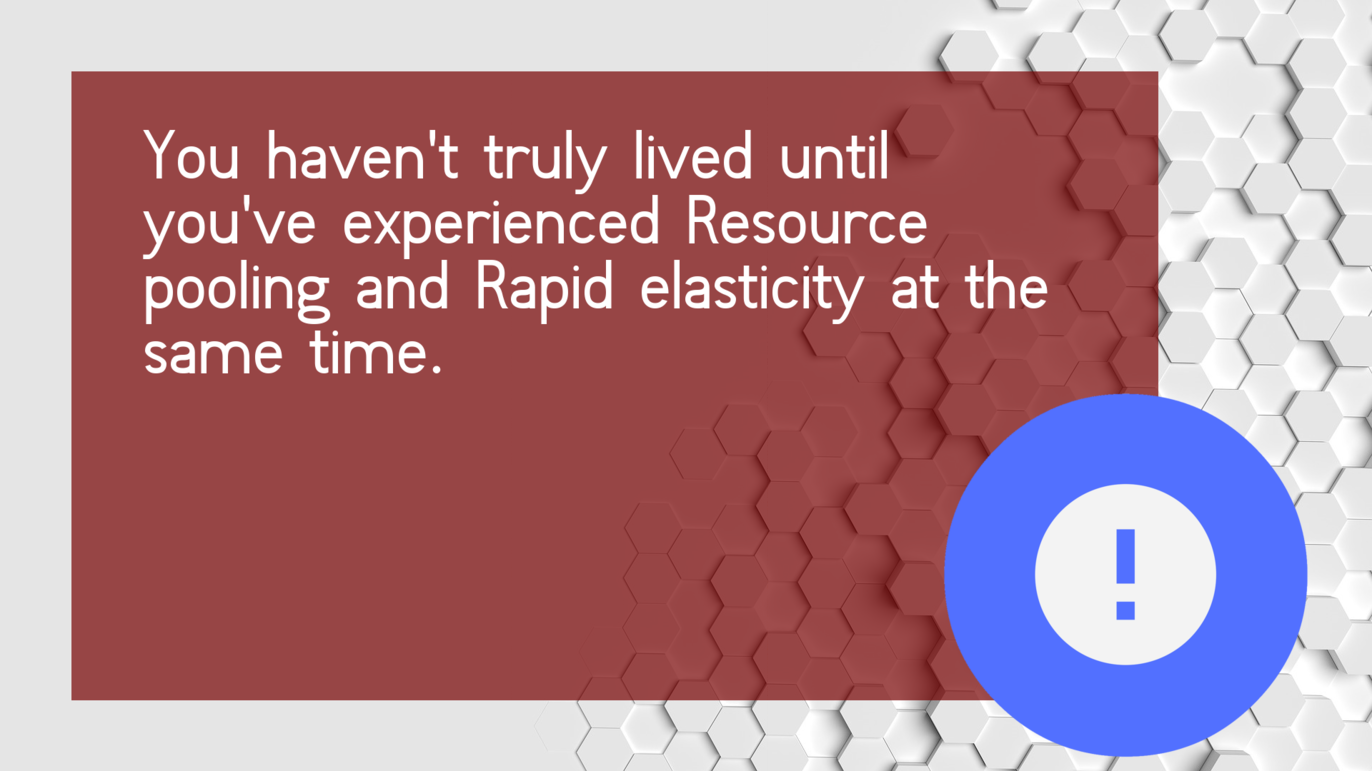 You haven't truly lived until
you've experienced Resource
pooling and Rapid elasticity at the
same time.
!